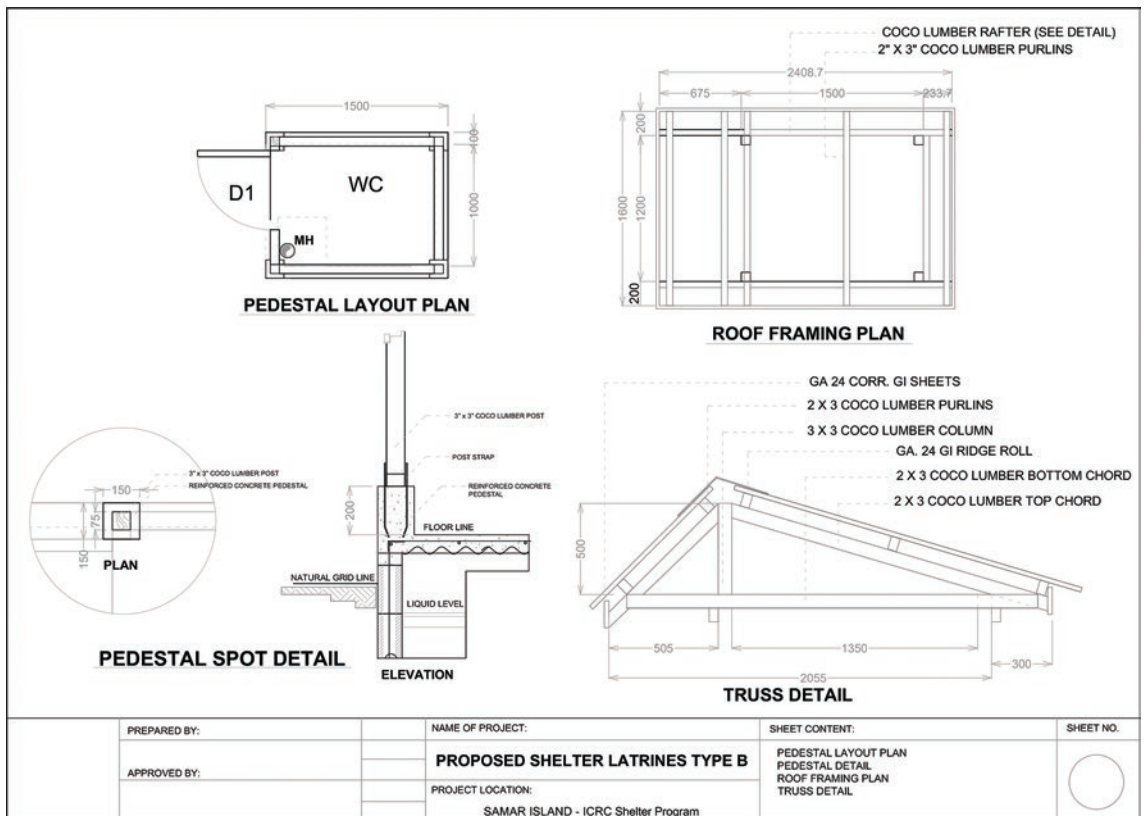 1500
100
1000
D1
WC
MH
PEDESTAL LAYOUT PLAN
COCO LUMBER RAFTER (SEE DETAIL)
2" X 3" COCO LUMBER PURLINS
2408.7
675
1500
233.7
200
1200
1600
200
ROOF FRAMING PLAN
3" x 3" COCO LUMBER POST
REINFORCED CONCRETE PEDESTAL
150
75
150
PLAN
PEDESTAL SPOT DETAIL
3" x 3" COCO LUMBER POST
POST STRAP
REINFORCED CONCRETE
PEDESTAL
200
FLOOR LINE
NATURAL GRID LINE
LIQUID LEVEL
ELEVATION
GA 24 CORR. GI SHEETS
2 X 3 COCO LUMBER PURLINS
3 X 3 COCO LUMBER COLUMN
GA. 24 GI RIDGE ROLL
2 X 3 COCO LUMBER BOTTOM CHORD
2 X 3 COCO LUMBER TOP CHORD
500
505
1350
300
2055
TRUSS DETAIL
PREPARED BY:
APPROVED BY:
NAME OF PROJECT:
PROPOSED SHELTER LATRINES TYPE B
PROJECT LOCATION:
SAMAR ISLAND - ICRC Shelter Program
SHEET CONTENT:
PEDESTAL LAYOUT PLAN
PEDESTAL DETAIL
ROOF FRAMING PLAN
TRUSS DETAIL
SHEET NO.